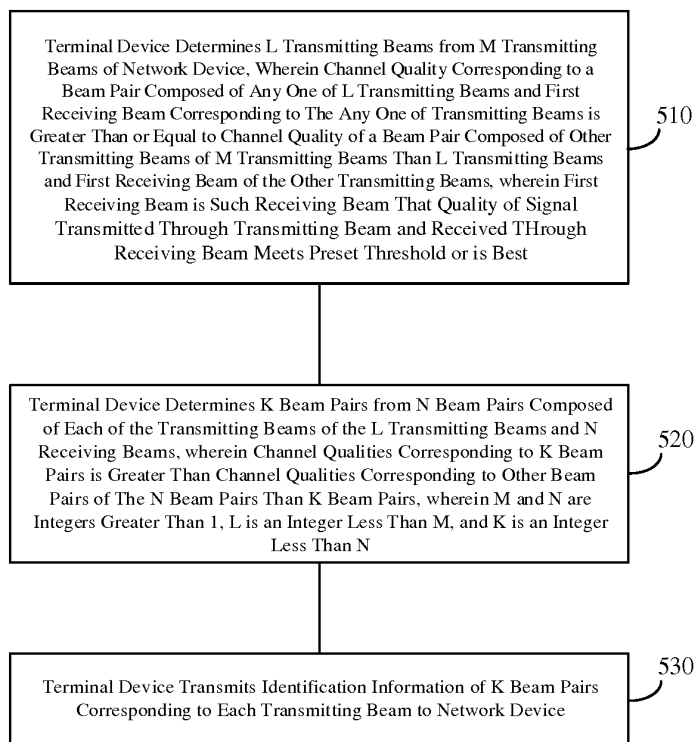 Terminal Device Determines L Transmitting Beams from M Transmitting
Beams of Network Device, Wherein Channel Quality Corresponding to a
Beam Pair Composed of Any One of L Transmitting Beams and First
Receiving Beam Corresponding to The Any One of Transmitting Beams is
Greater Than or Equal to Channel Quality of a Beam Pair Composed of Other
Transmitting Beams of M Transmitting Beams Than L Transmitting Beams
and First Receiving Beam of the Other Transmitting Beams, wherein First
Receiving Beam is Such Receiving Beam That Quality of Signal
Transmitted Through Transmitting Beam and Received THrough
Receiving Beam Meets Preset Threshold or is Best
510
Terminal Device Determines K Beam Pairs from N Beam Pairs Composed
of Each of the Transmitting Beams of the L Transmitting Beams and N
Receiving Beams, wherein Channel Qualities Corresponding to K Beam
Pairs is Greater Than Channel Qualities Corresponding to Other Beam
Pairs of The N Beam Pairs Than K Beam Pairs, wherein M and N are
Integers Greater Than 1, L is an Integer Less Than M, and K is an Integer
Less Than N
520
Terminal Device Transmits Identification Information of K Beam Pairs
Corresponding to Each Transmitting Beam to Network Device
530